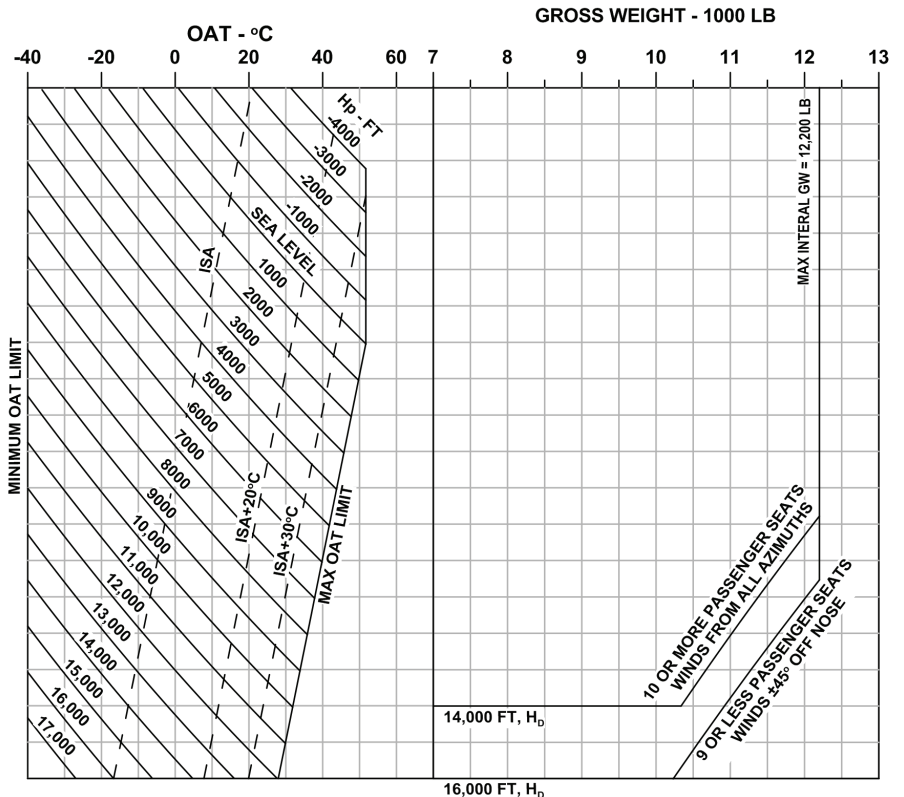 GROSS WEIGHT - 1000 LB
OAT - °C
-40 -20 0 20 40 60 7 8 9 10 11 12 13
Hp - FT
-4000
-3000
-2000
-1000
SEA LEVEL
1000
2000
3000
4000
5000
6000
7000
8000
9000
10,000
11,000
12,000
13,000
14,000
15,000
16,000
17,000
ISA
ISA+20°C
ISA+30°C
MAX OAT LIMIT
MINIMUM OAT LIMIT
MAX INTERAL GW = 12,200 LB
10 OR MORE PASSENGER SEATS
WINDS FROM ALL AZIMUTHS
9 OR LESS PASSENGER SEATS
WINDS ±45° OFF NOSE
14,000 FT, HD
16,000 FT, HD